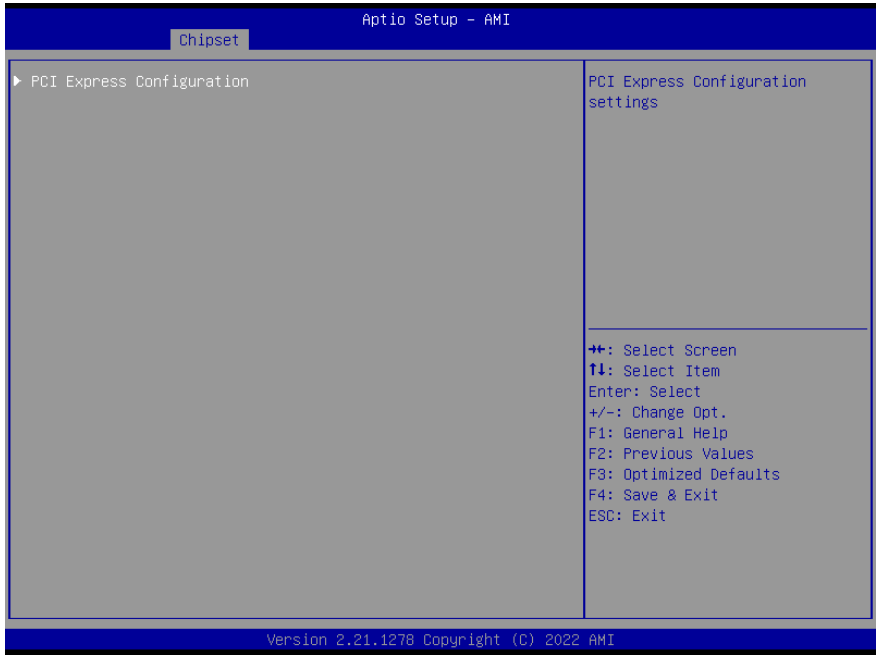 Aptio Setup – AMI
Chipset
▶ PCI Express Configuration
PCI Express Configuration
settings
→←: Select Screen
↑↓: Select Item
Enter: Select
+/-: Change Opt.
F1: General Help
F2: Previous Values
F3: Optimized Defaults
F4: Save & Exit
ESC: Exit
Version 2.21.1278 Copyright (C) 2022 AMI